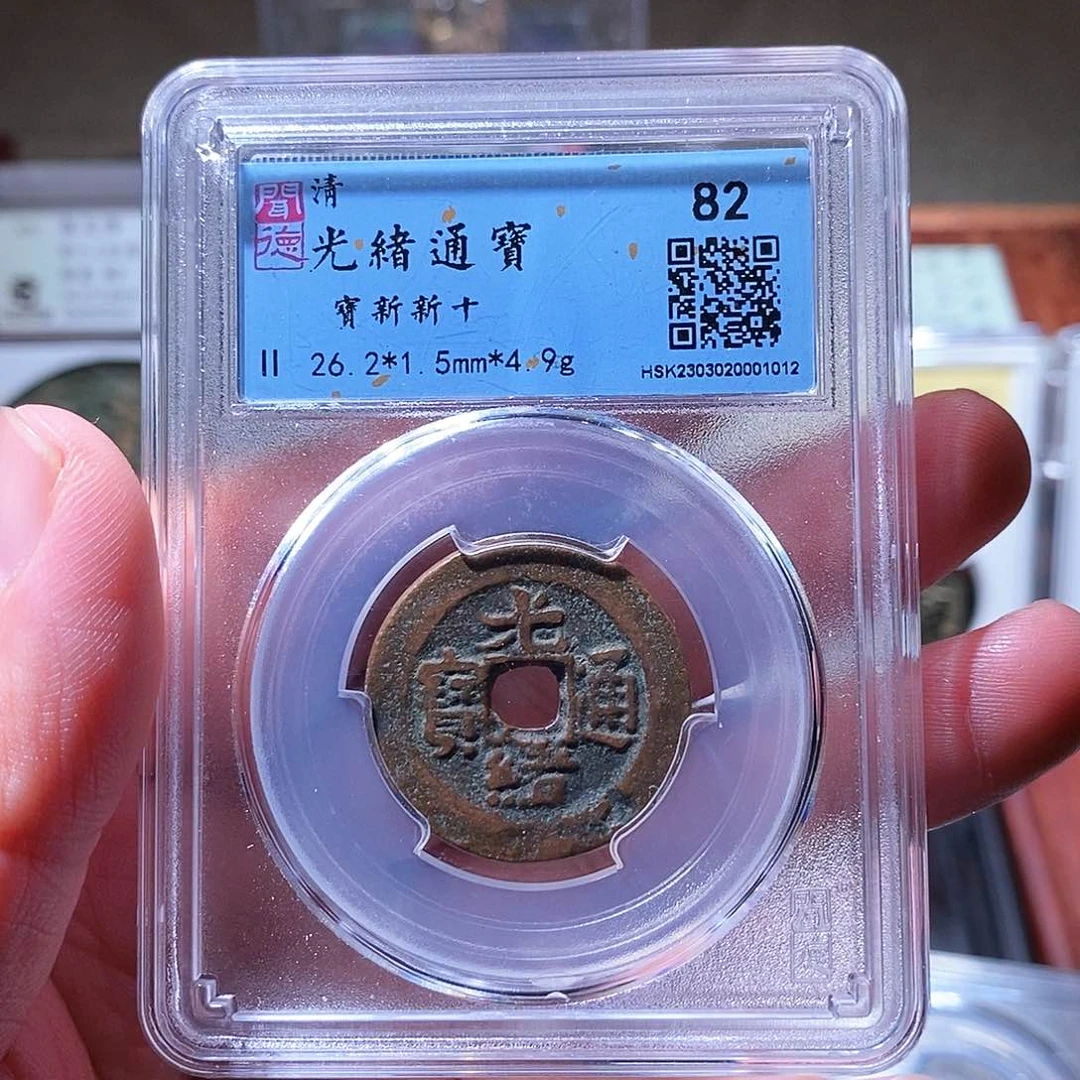 聞德
清
82
光緒通寶
寶新新十
II 26.2*1.5mm*4.9g
HSK2303020001012
光緒通寶